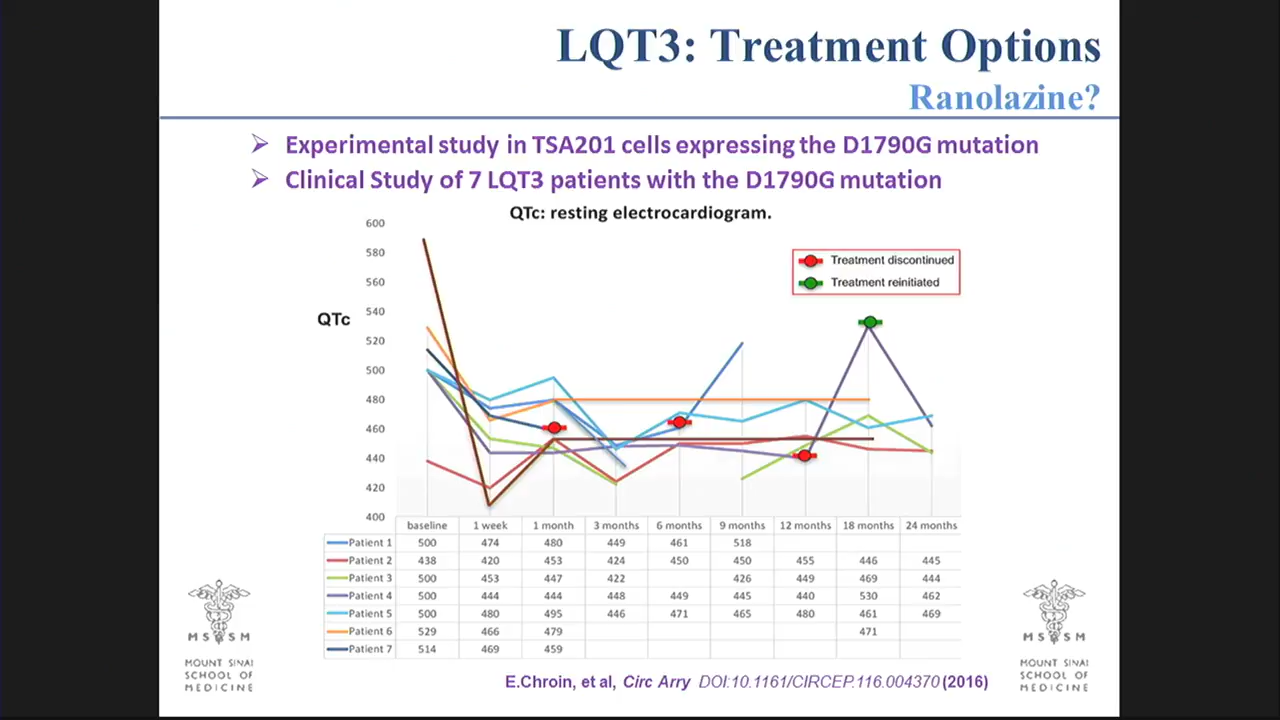 LQT3: Treatment Options
Ranolazine?
Experimental study in TSA201 cells expressing the D1790G mutation
Clinical Study of 7 LQT3 patients with the D1790G mutation
QTc: resting electrocardiogram.
600
580
560
540
520
500
480
460
440
420
400
QTc
Treatment discontinued
Treatment reinitiated
baseline 1 week 1 month 3 months 6 months 9 months 12 months 18 months 24 months
Patient 1 500 474 480 449 461 518
Patient 2 438 420 453 424 450 450 455 446 445
Patient 3 500 453 447 422 426 449 469 444
Patient 4 500 444 444 448 449 445 440 530 462
Patient 5 500 480 495 446 471 465 480 461 469
Patient 6 529 466 479 471
Patient 7 514 469 459
MSSM
MOUNT SINAI
SCHOOL OF
MEDICINE
MSSM
MOUNT SINAI
SCHOOL OF
MEDICINE
E.Chroin, et al, Circ Arry DOI:10.1161/CIRCEP.116.004370 (2016)